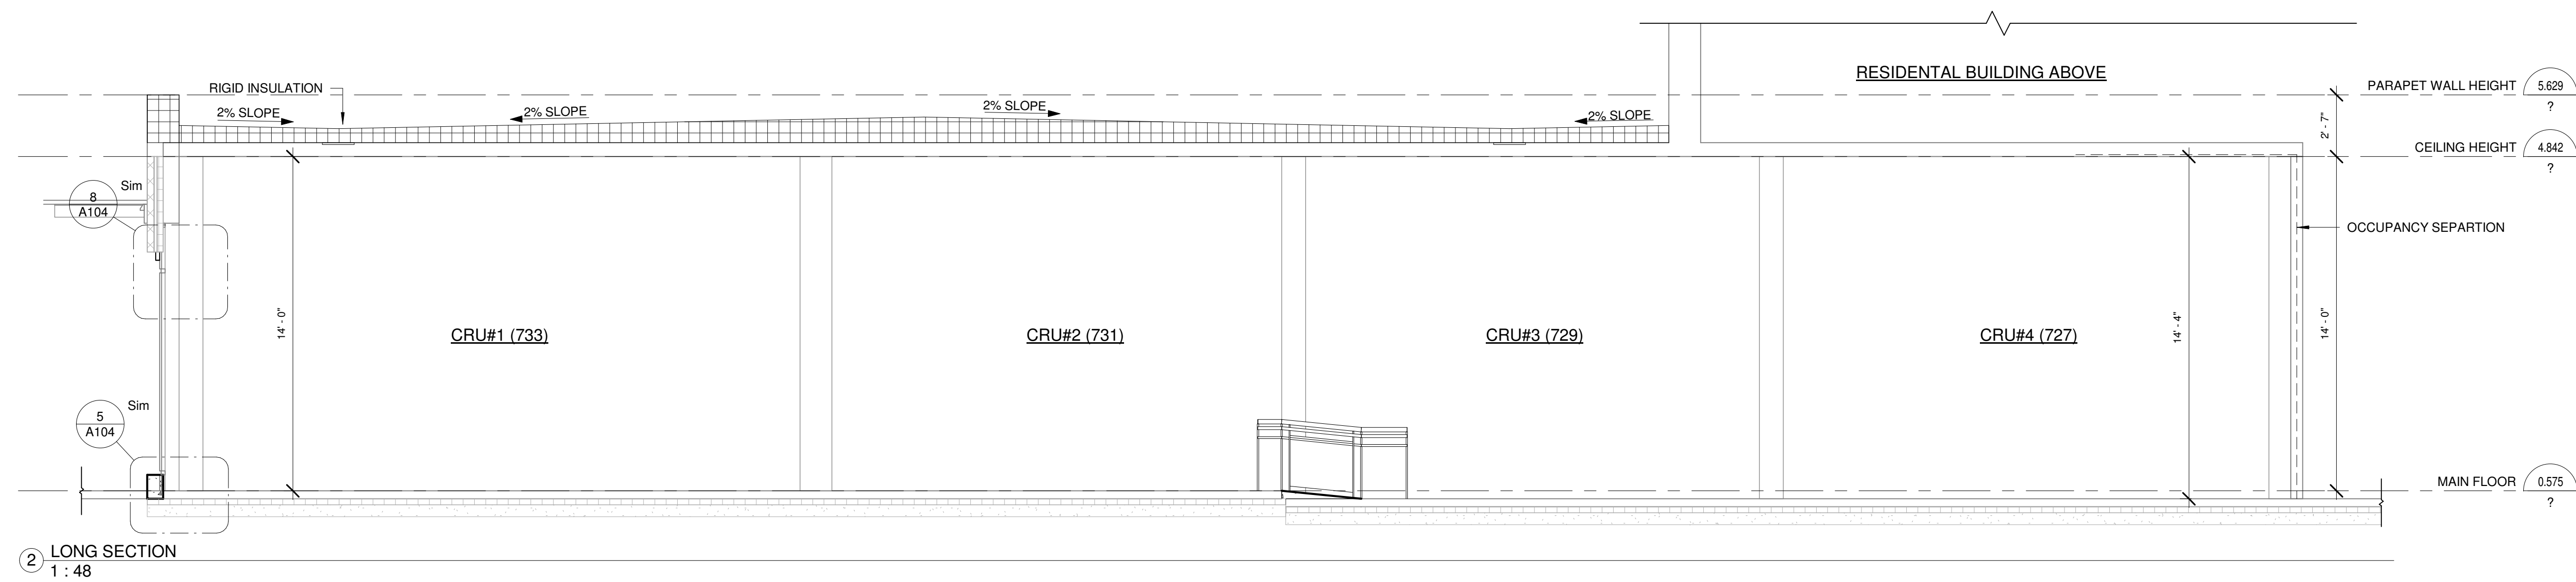 RESIDENTAL BUILDING ABOVE
RIGID INSULATION
2% SLOPE
2% SLOPE
2% SLOPE
2% SLOPE
PARAPET WALL HEIGHT
5.629
?
2' - 7"
CEILING HEIGHT
4.842
?
8
A104
Sim
OCCUPANCY SEPARTION
14' - 0"
CRU#1 (733)
CRU#2 (731)
CRU#3 (729)
CRU#4 (727)
14' - 4"
14' - 0"
5
A104
Sim
MAIN FLOOR
0.575
?
2
LONG SECTION
1 : 48